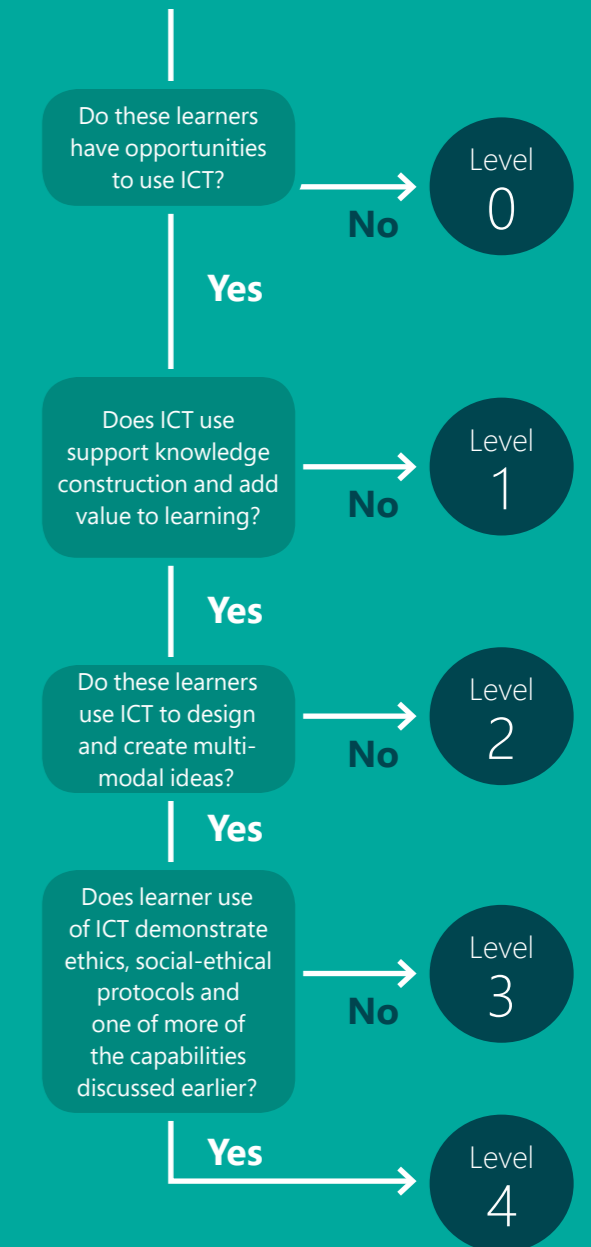 Do these learners
have opportunities
to use ICT?
No
Level
0
Yes
Does ICT use
support knowledge
construction and add
value to learning?
No
Level
1
Yes
Do these learners
use ICT to design
and create multi-
modal ideas?
No
Level
2
Yes
Does learner use
of ICT demonstrate
ethics, social-ethical
protocols and
one of more of
the capabilities
discussed earlier?
No
Level
3
Yes
Level
4